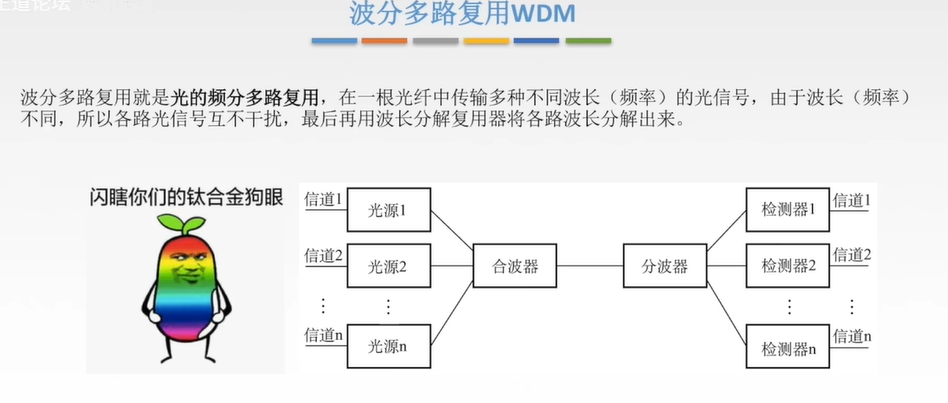 王道论坛
波分多路复用WDM
波分多路复用就是光的频分多路复用，在一根光纤中传输多种不同波长（频率）的光信号，由于波长（频率）
不同，所以各路光信号互不干扰，最后再用波长分解复用器将各路波长分解出来。
闪瞎你们的钛合金狗眼
信道1
光源1
检测器1
信道1
信道2
光源2
合波器
分波器
检测器2
信道2
⋮
⋮
⋮
⋮
信道n
光源n
检测器n
信道n